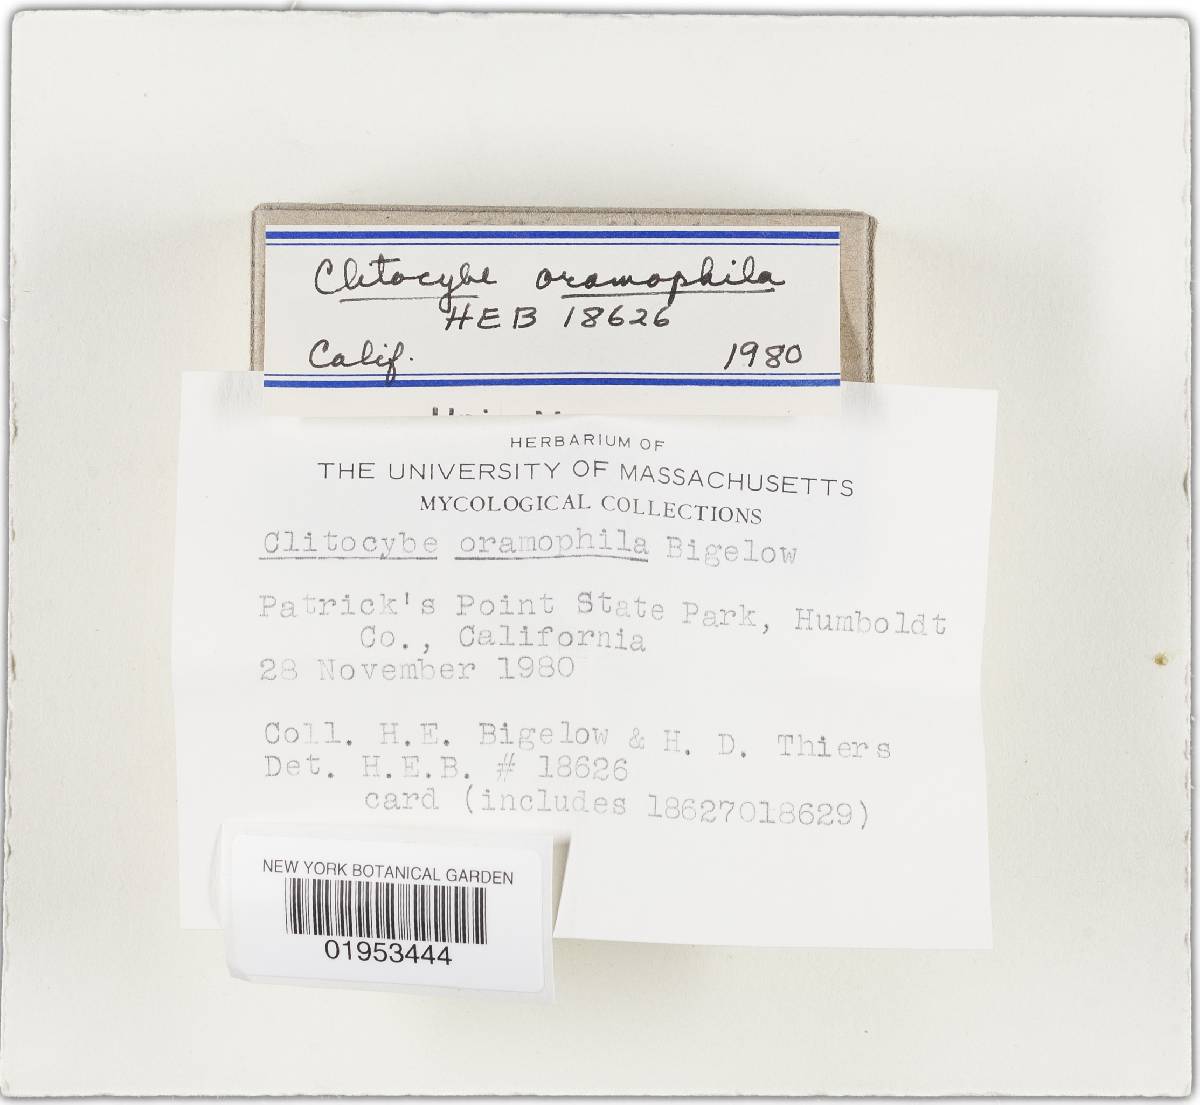 Clitocybe oramophila
HEB 18626
Calif. 1980
HERBARIUM OF
THE UNIVERSITY OF MASSACHUSETTS
MYCOLOGICAL COLLECTIONS
Clitocybe oramophila Bigelow
Patrick's Point State Park, Humboldt
Co., California
28 November 1980
Coll. H.E. Bigelow & H. D. Thiers
Det. H.E.B. # 18626
card (includes 18627018629)
NEW YORK BOTANICAL GARDEN
01953444